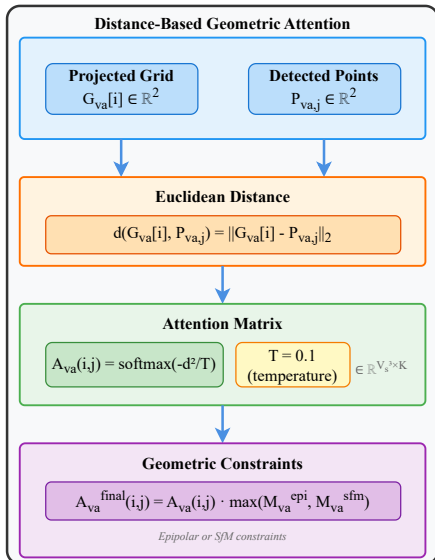 Distance-Based Geometric Attention
Projected Grid
G_va[i] ∈ ℝ²
Detected Points
P_va,j ∈ ℝ²
Euclidean Distance
d(G_va[i], P_va,j) = ||G_va[i] - P_va,j||₂
Attention Matrix
A_va(i,j) = softmax(-d²/T)
T = 0.1
(temperature)
∈ ℝ^{V_s³×K}
Geometric Constraints
A_va^final(i,j) = A_va(i,j) · max(M_va^epi, M_va^sfm)
Epipolar or SfM constraints